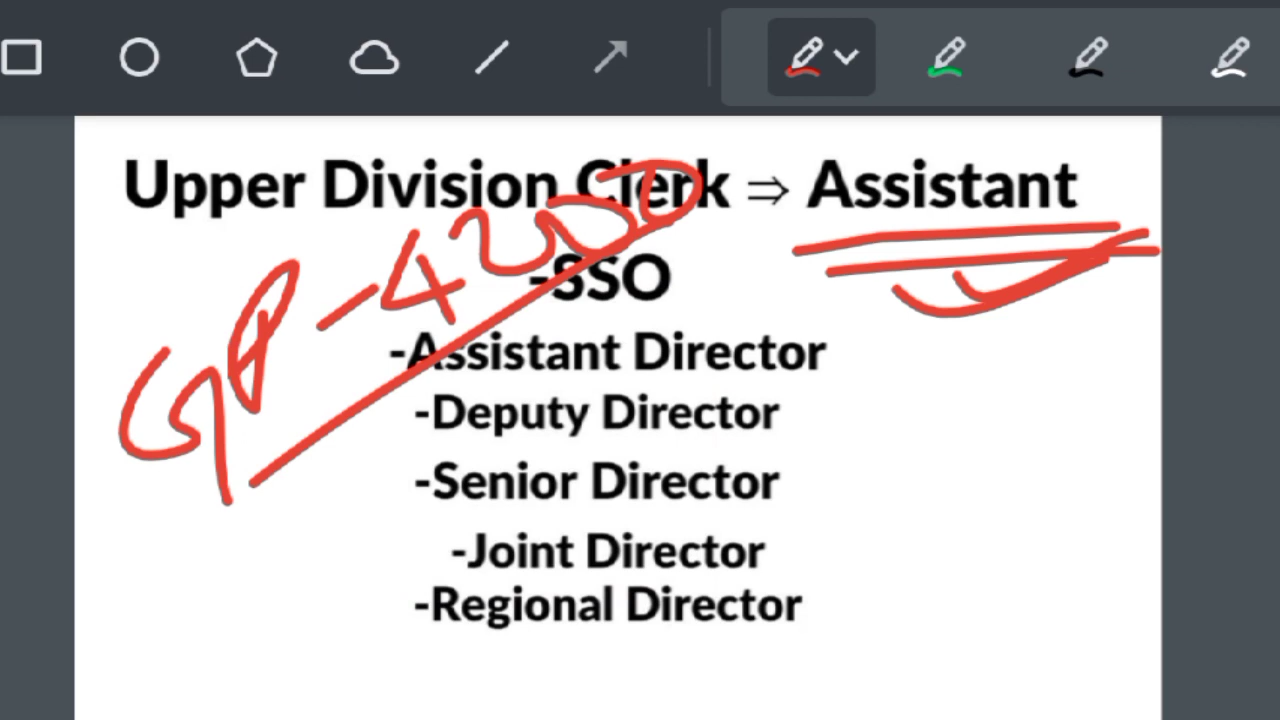 Upper Division Clerk ⇒ Assistant
GP-4200
-SSO
-Assistant Director
-Deputy Director
-Senior Director
-Joint Director
-Regional Director